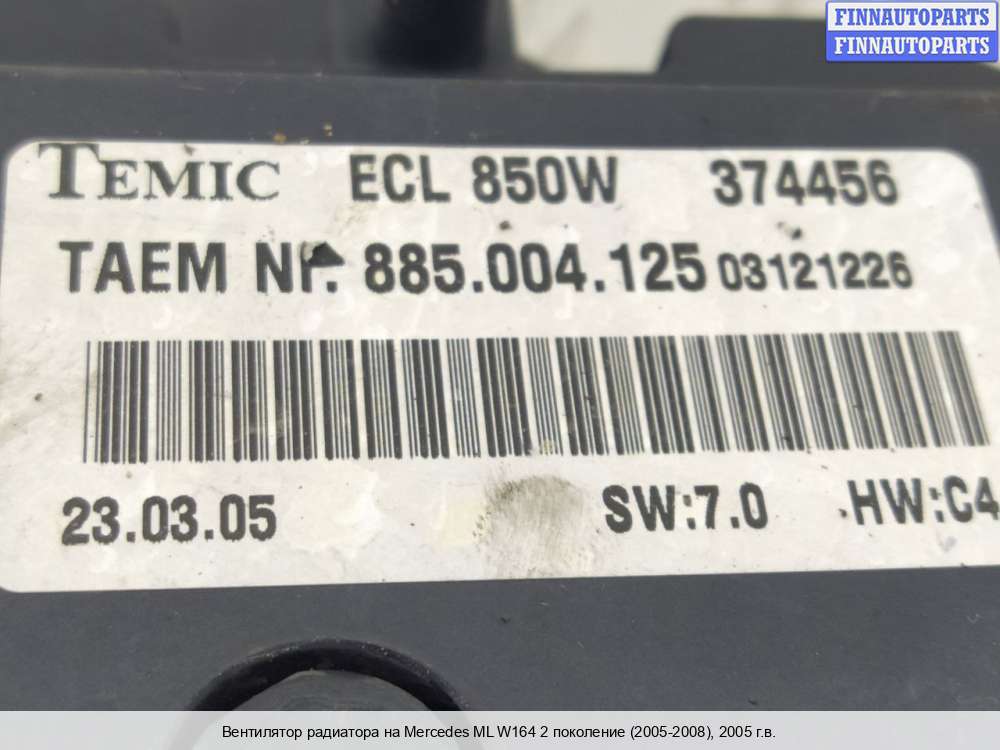 FINNAUTOPARTS
FINNAUTOPARTS
TEMIC ECL 850W 374456
TAEM Nr. 885.004.125 03121226
23.03.05 SW:7.0 HW:C4
Вентилятор радиатора на Mercedes ML W164 2 поколение (2005-2008), 2005 г.в.